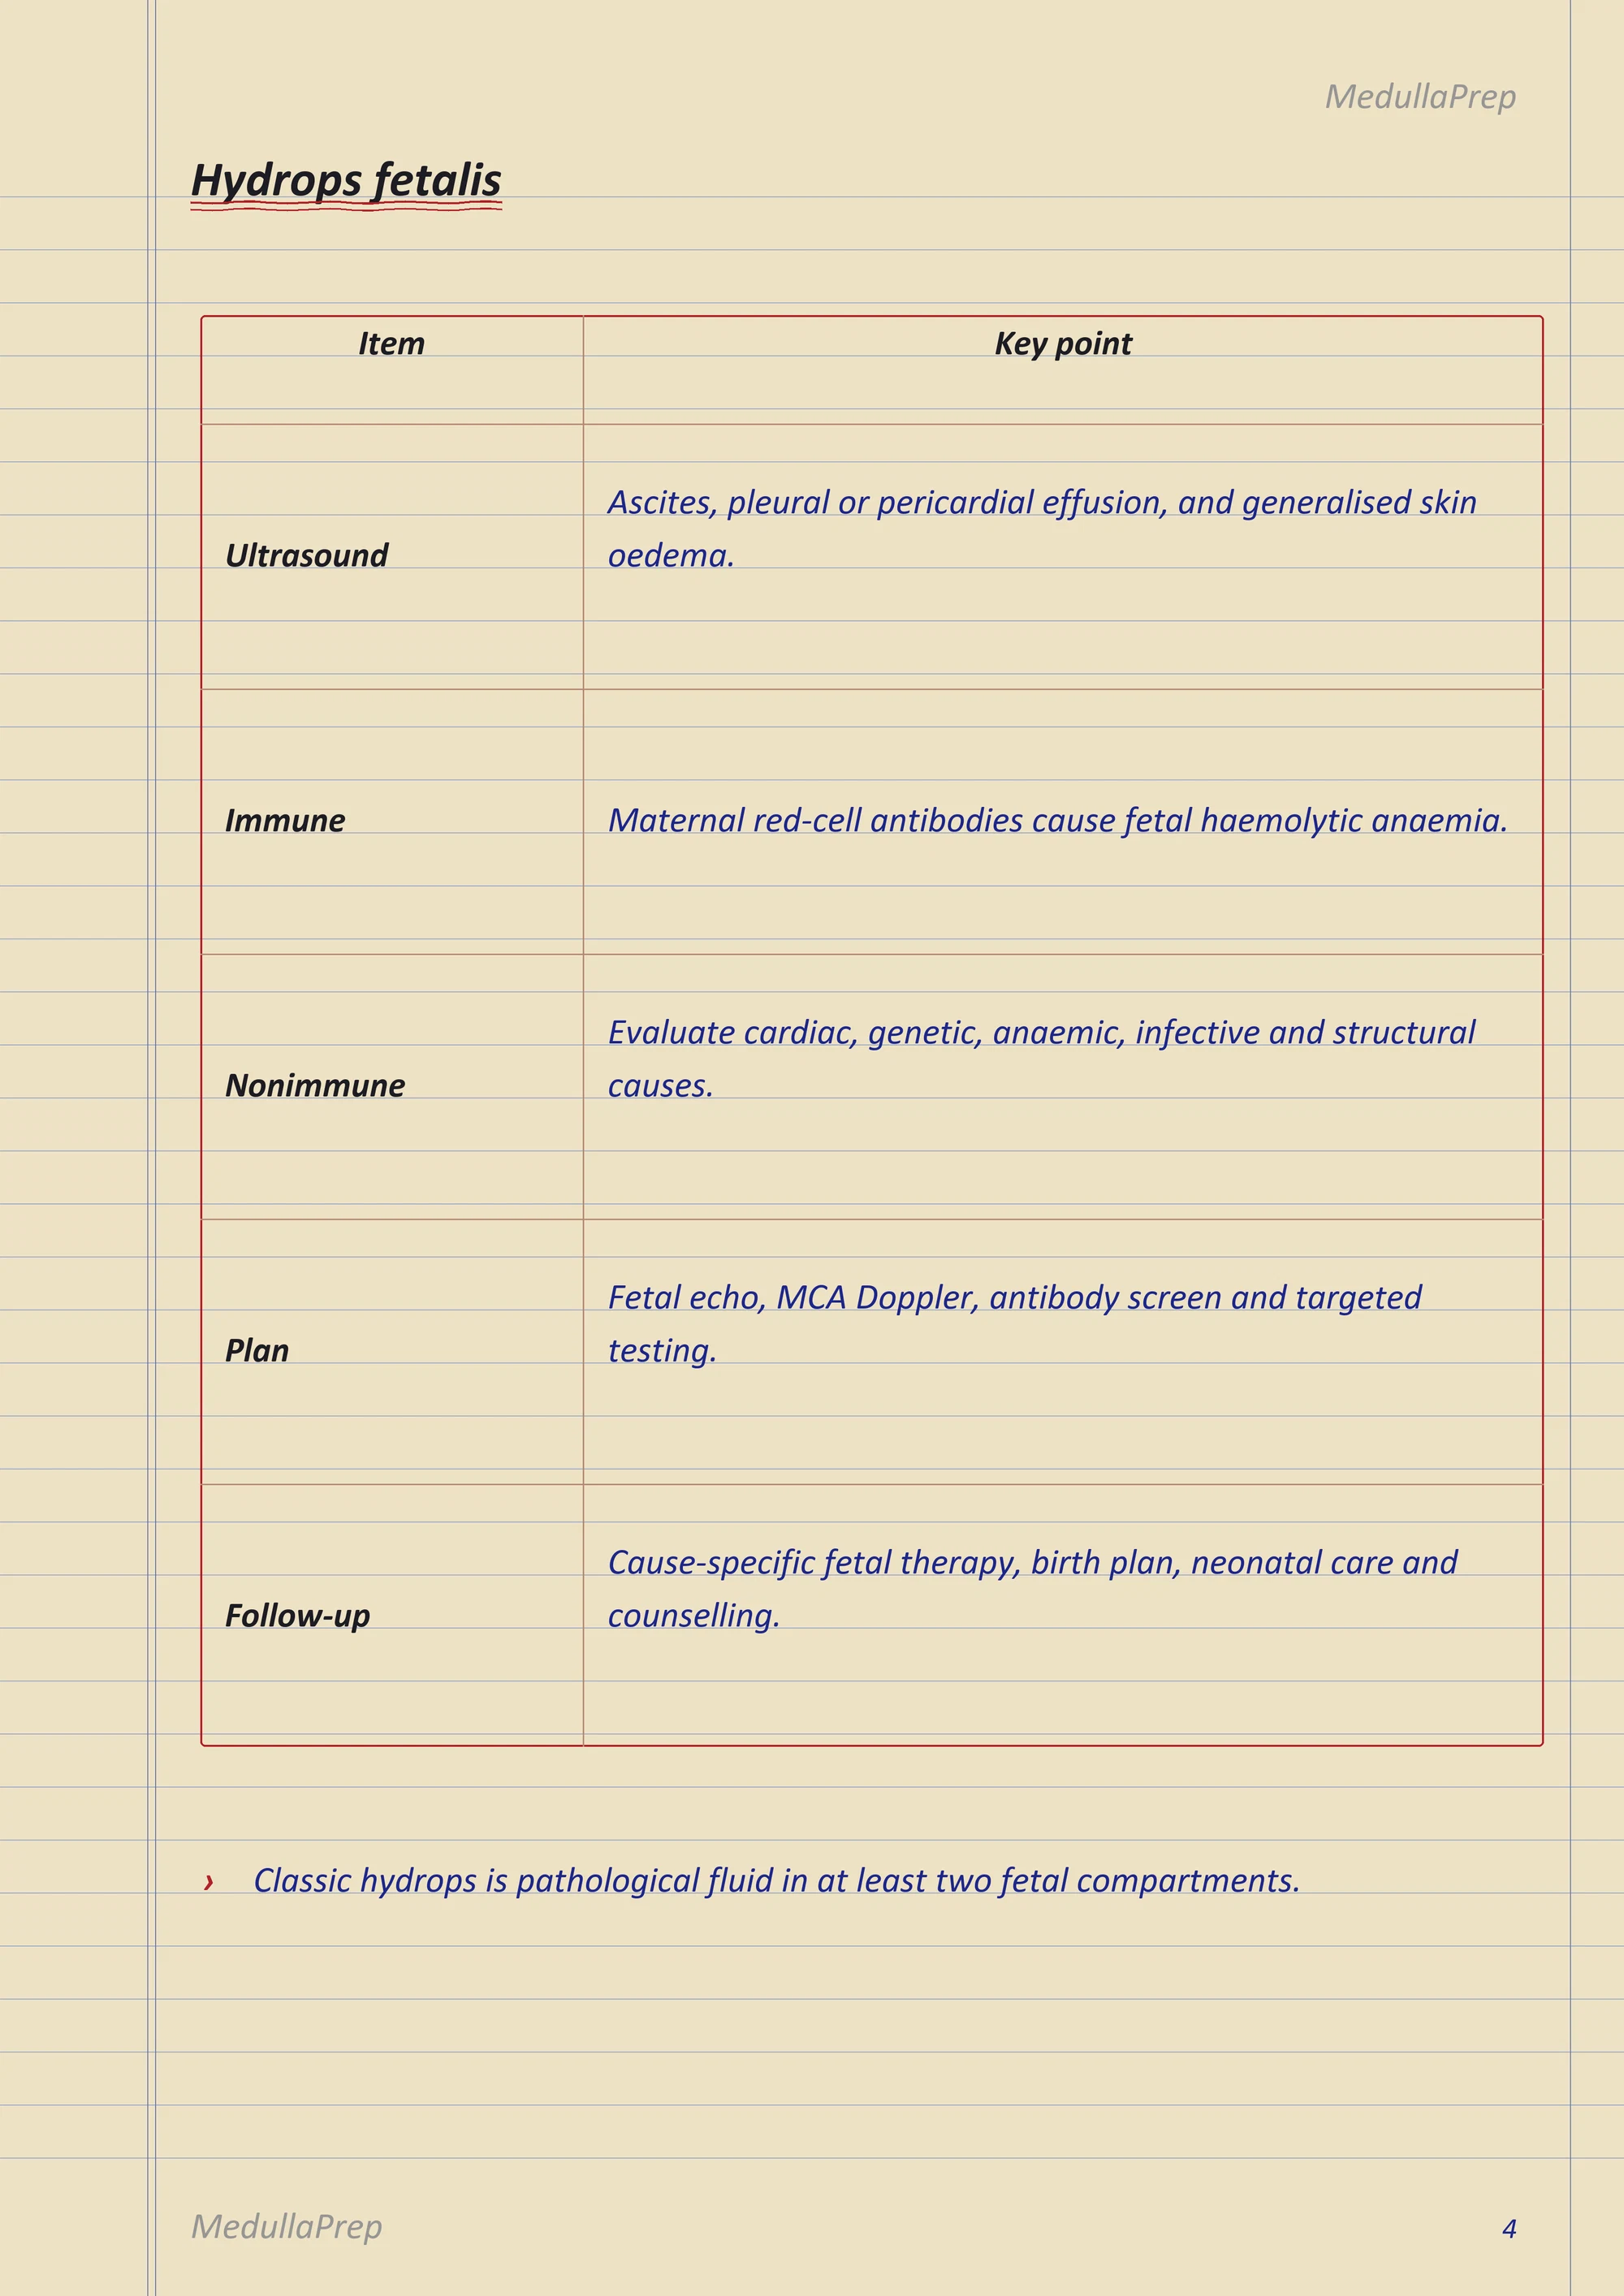 MedullaPrep
Hydrops fetalis
Item
Key point
Ultrasound
Ascites, pleural or pericardial effusion, and generalised skin
oedema.
Immune
Maternal red-cell antibodies cause fetal haemolytic anaemia.
Nonimmune
Evaluate cardiac, genetic, anaemic, infective and structural
causes.
Plan
Fetal echo, MCA Doppler, antibody screen and targeted
testing.
Follow-up
Cause-specific fetal therapy, birth plan, neonatal care and
counselling.
› Classic hydrops is pathological fluid in at least two fetal compartments.
MedullaPrep
4